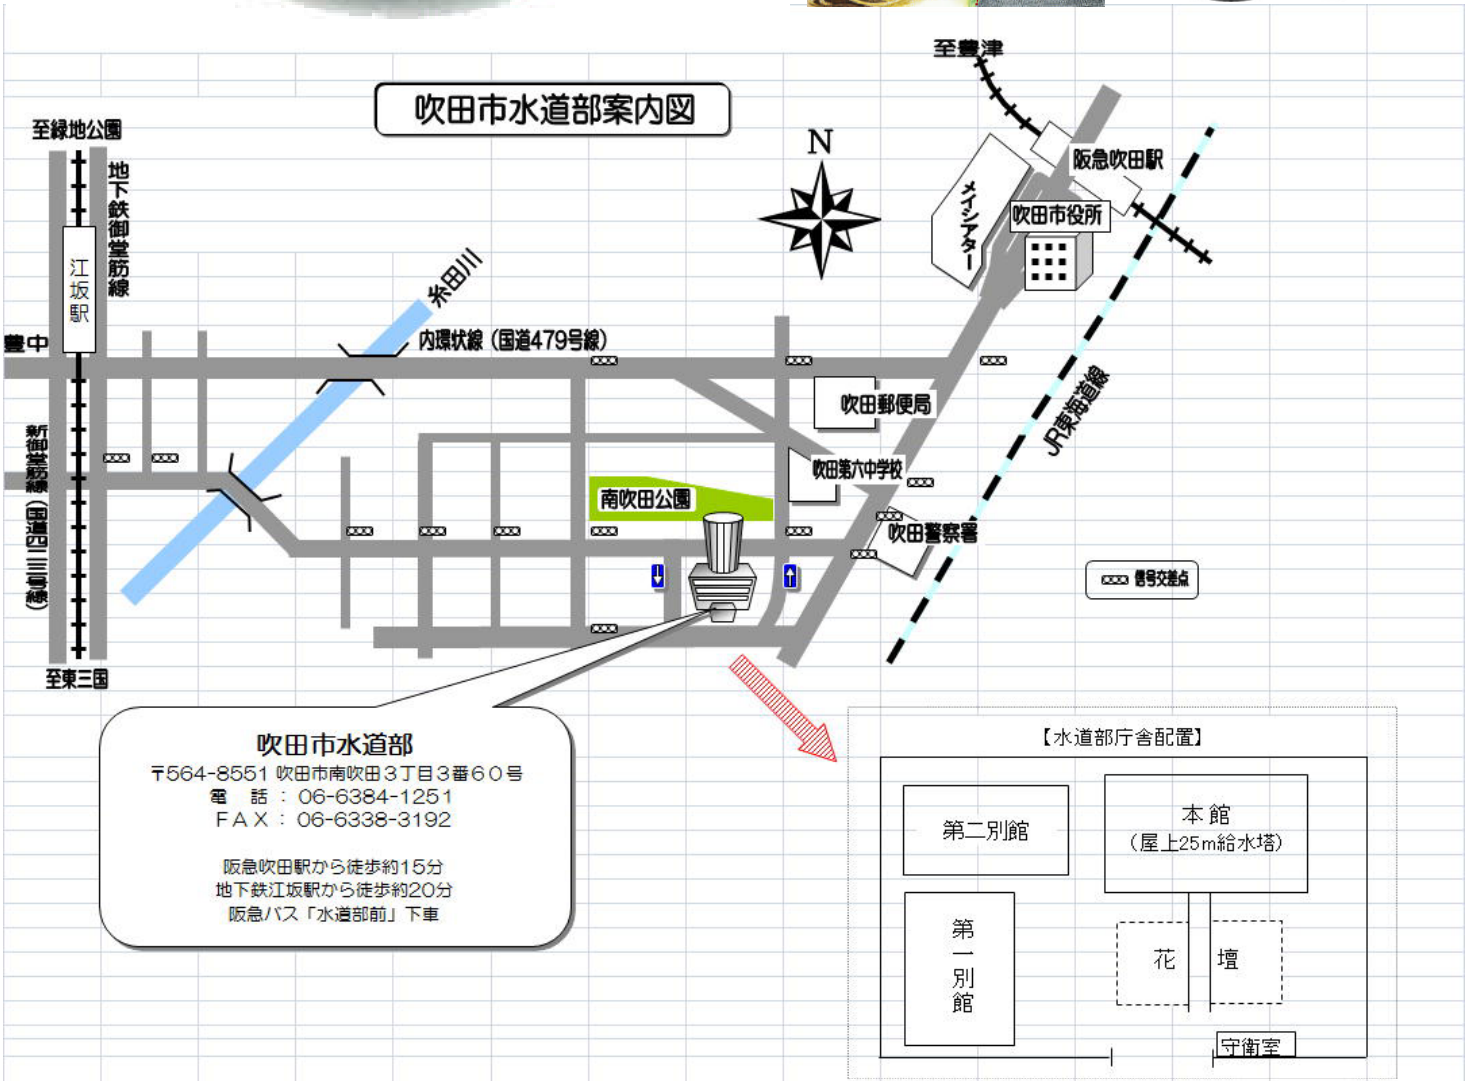 至豊津
吹田市水道部案内図
至緑地公園
N
阪急吹田駅
地下鉄御堂筋線
メイシアター
吹田市役所
江坂駅
糸田川
豊中
内環状線（国道479号線）
JR東海道線
吹田郵便局
新御堂筋線（国道四二三号線）
吹田第六中学校
南吹田公園
吹田警察署
信号交差点
至東三国
吹田市水道部
〒564-8551 吹田市南吹田３丁目３番６０号
電　話 ： 06-6384-1251
ＦＡＸ ： 06-6338-3192
阪急吹田駅から徒歩約15分
地下鉄江坂駅から徒歩約20分
阪急バス「水道部前」下車
【水道部庁舎配置】
第二別館
本館
（屋上25m給水塔）
第一別館
花壇
守衛室